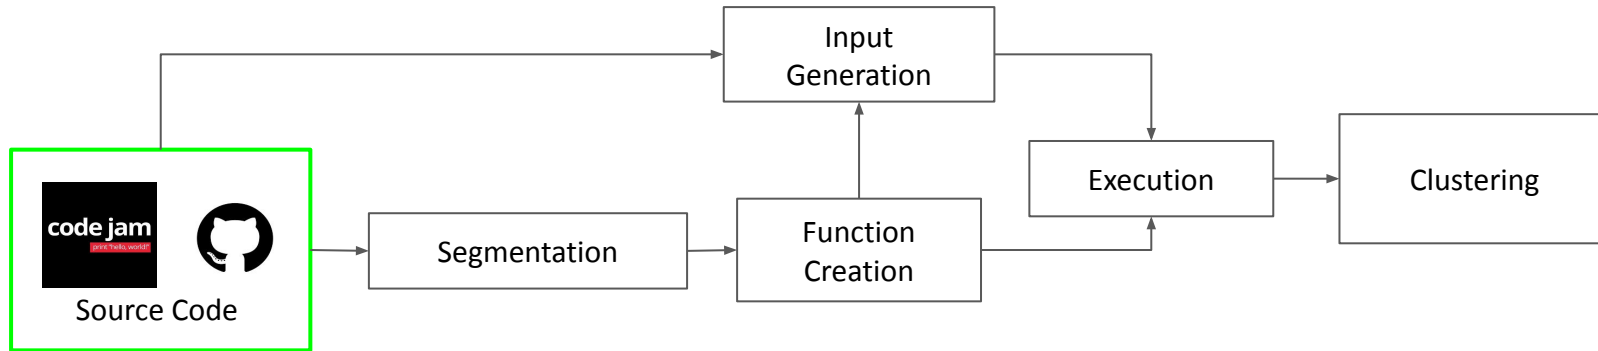 Input
Generation
code jam
print "hello, world!"
Source Code
Segmentation
Function
Creation
Execution
Clustering